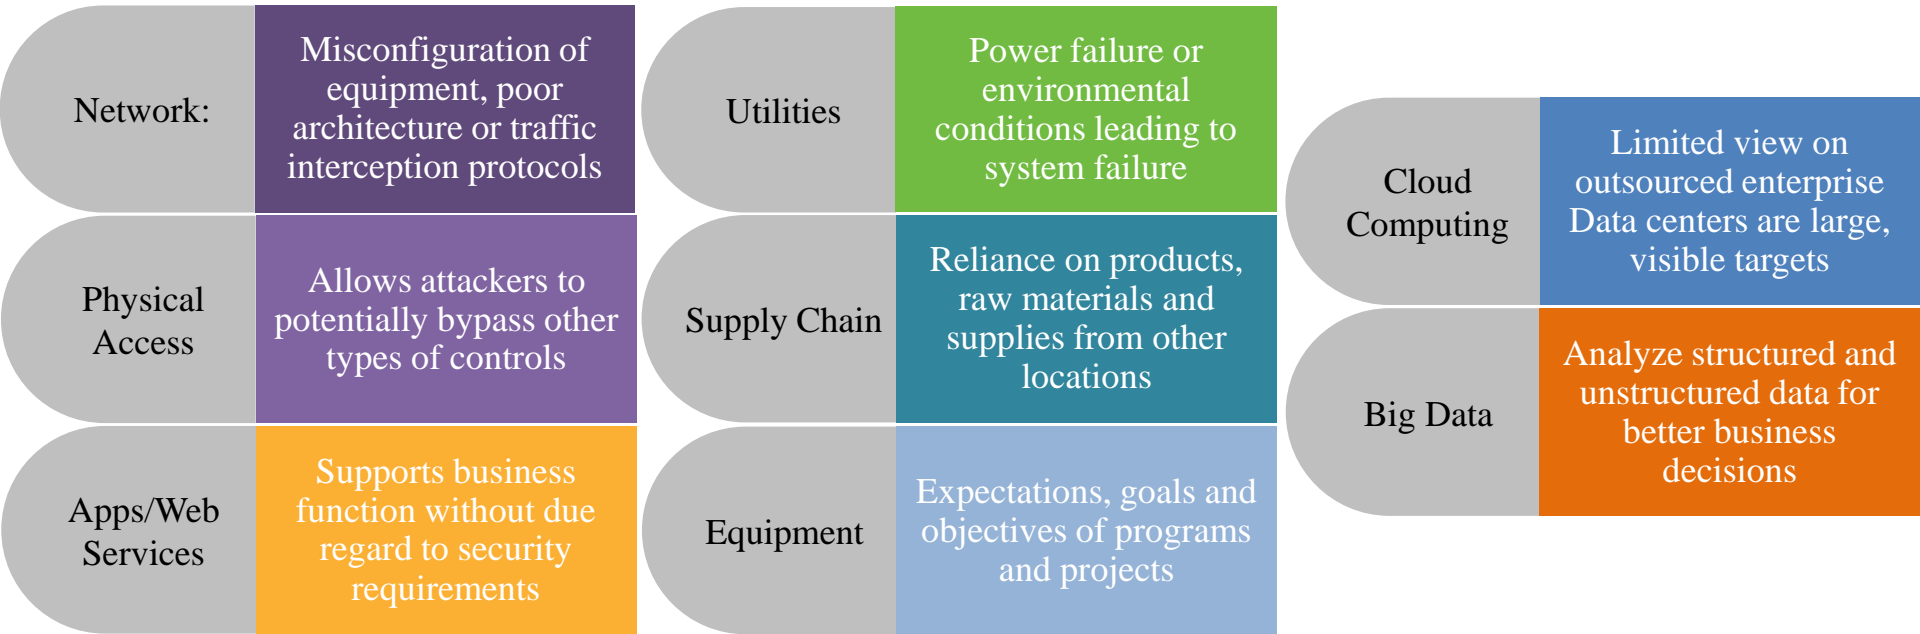 Network:
Misconfiguration of
equipment, poor
architecture or traffic
interception protocols
Physical
Access
Allows attackers to
potentially bypass other
types of controls
Apps/Web
Services
Supports business
function without due
regard to security
requirements
Utilities
Power failure or
environmental
conditions leading to
system failure
Supply Chain
Reliance on products,
raw materials and
supplies from other
locations
Equipment
Expectations, goals and
objectives of programs
and projects
Cloud
Computing
Limited view on
outsourced enterprise
Data centers are large,
visible targets
Big Data
Analyze structured and
unstructured data for
better business
decisions